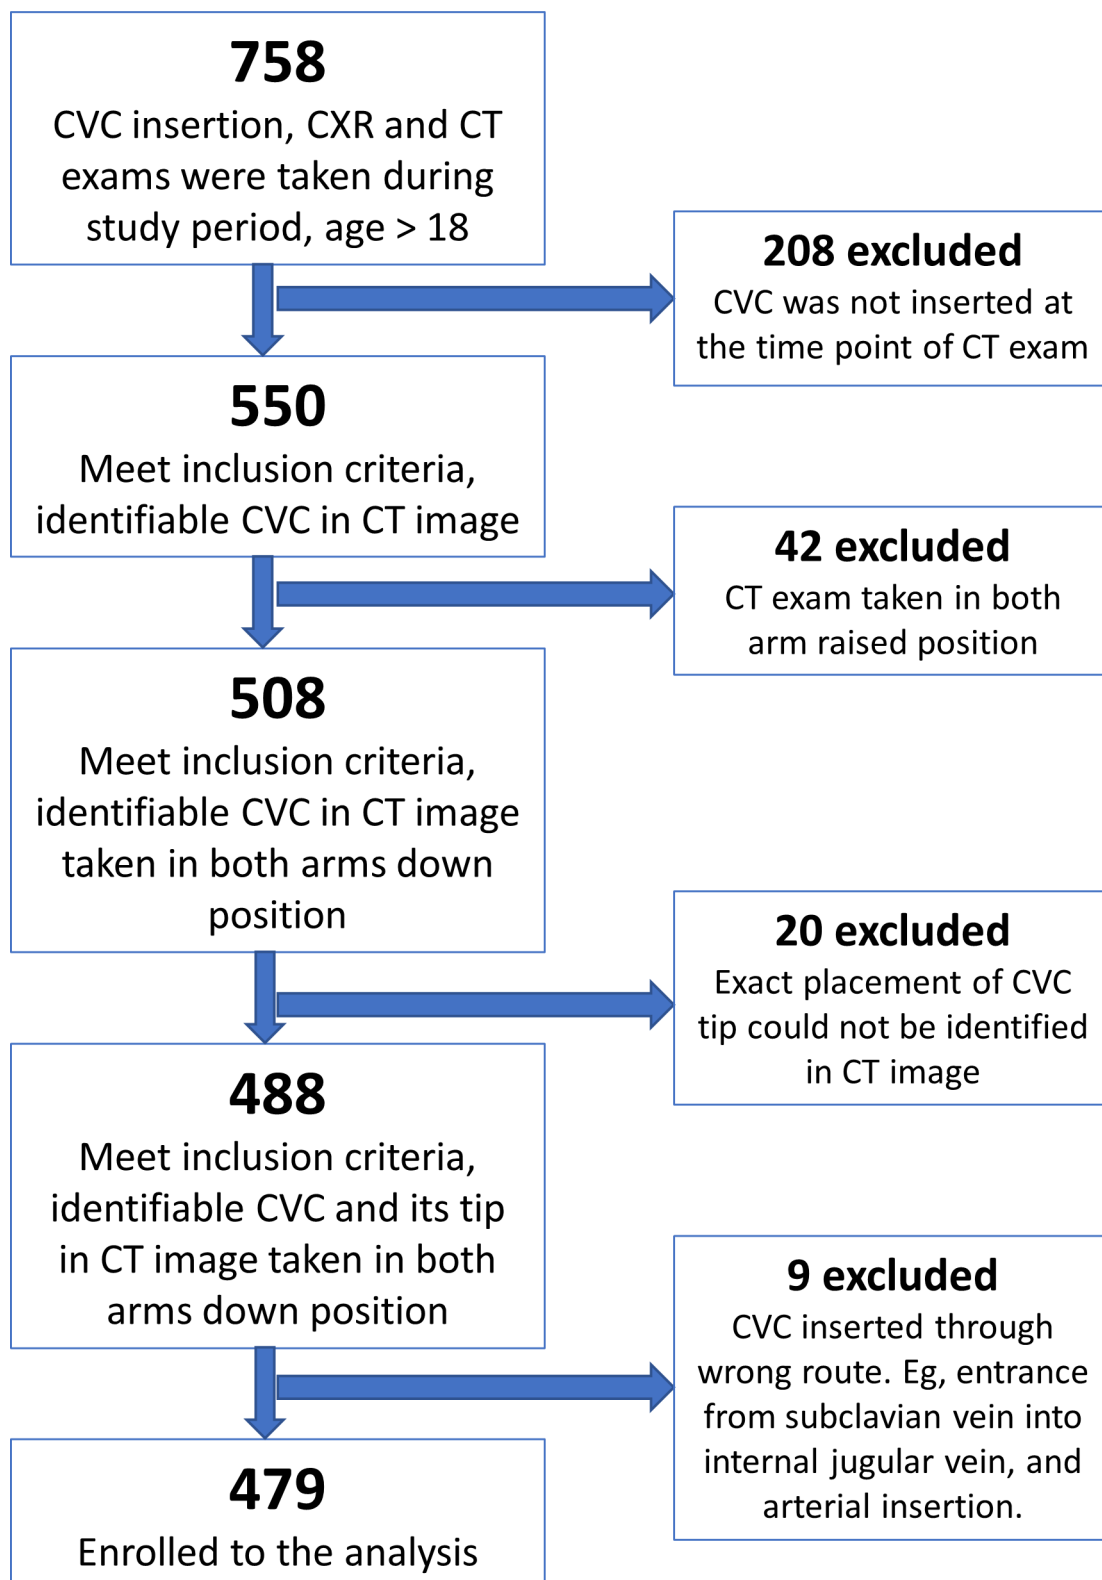 758
CVC insertion, CXR and CT
exams were taken during
study period, age > 18
208 excluded
CVC was not inserted at
the time point of CT exam
550
Meet inclusion criteria,
identifiable CVC in CT image
42 excluded
CT exam taken in both
arm raised position
508
Meet inclusion criteria,
identifiable CVC in CT image
taken in both arms down
position
20 excluded
Exact placement of CVC
tip could not be identified
in CT image
488
Meet inclusion criteria,
identifiable CVC and its tip
in CT image taken in both
arms down position
9 excluded
CVC inserted through
wrong route. Eg, entrance
from subclavian vein into
internal jugular vein, and
arterial insertion.
479
Enrolled to the analysis